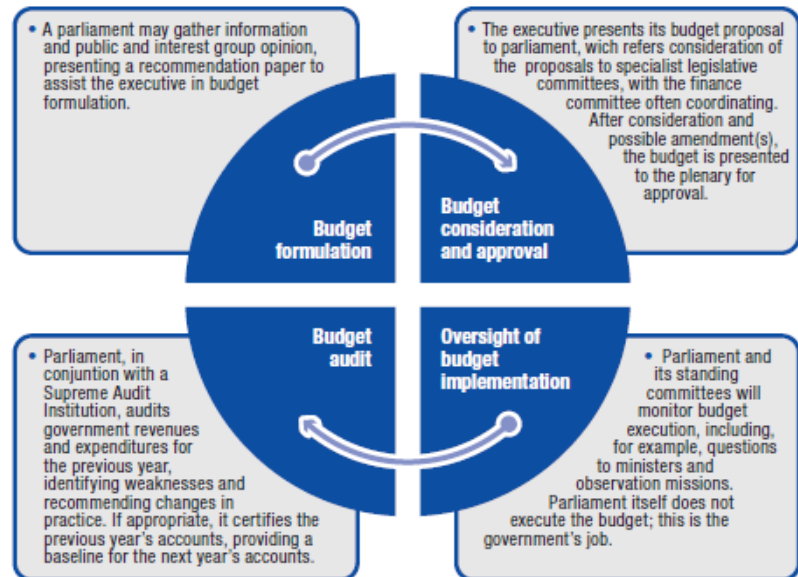 • A parliament may gather information
and public and interest group opinion,
presenting a recommendation paper to
assist the executive in budget
formulation.
• The executive presents its budget proposal
to parliament, wich refers consideration of
the proposals to specialist legislative
committees, with the finance
committee often coordinating.
After consideration and
possible amendment(s),
the budget is presented
to the plenary for
approval.
Budget
formulation
Budget
consideration
and approval
Budget
audit
Oversight of
budget
implementation
• Parliament, in
conjuntion with a
Supreme Audit
Institution, audits
government revenues
and expenditures for
the previous year,
identifying weaknesses and
recommending changes in
practice. If appropriate, it certifies the
previous year's accounts, providing a
baseline for the next year's accounts.
• Parliament and
its standing
committees will
monitor budget
execution, including,
for example, questions
to ministers and
observation missions.
Parliament itself does not
execute the budget; this is the
government's job.